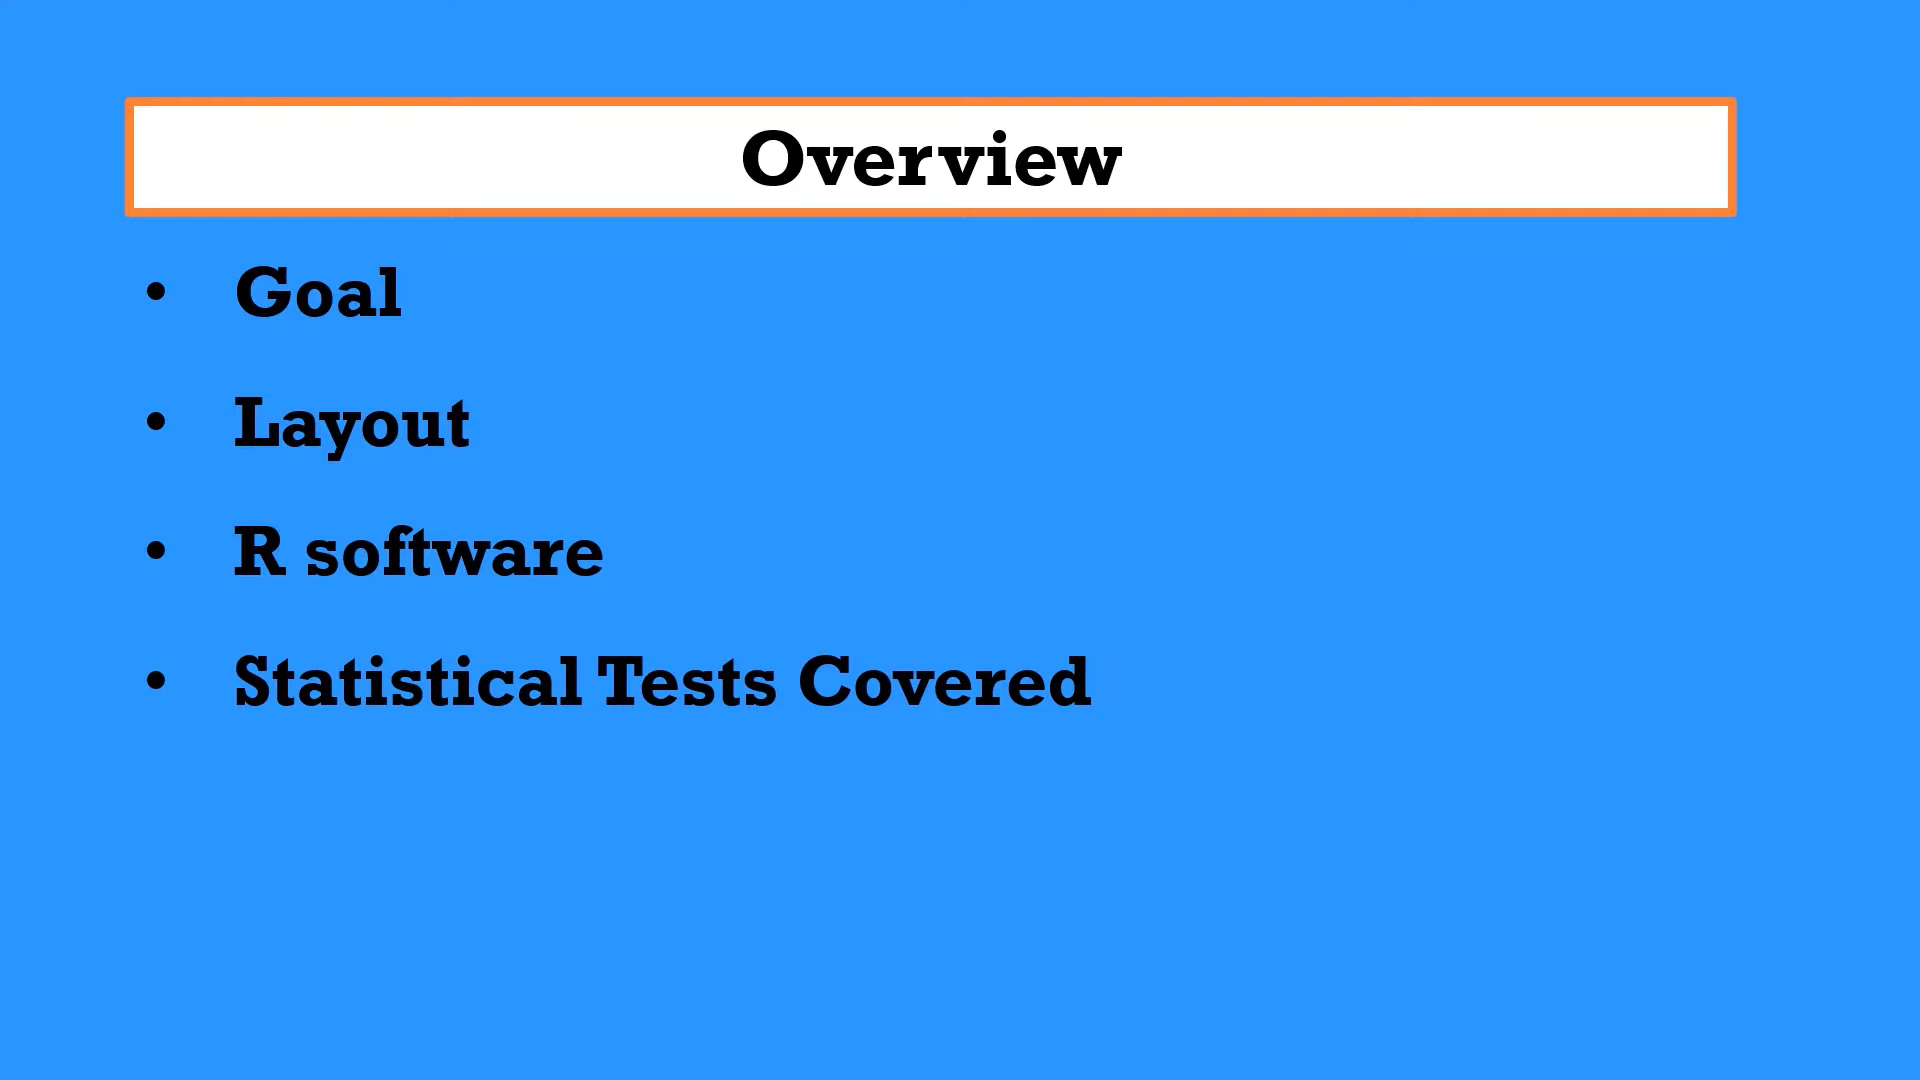 Overview
• Goal
• Layout
• R software
• Statistical Tests Covered